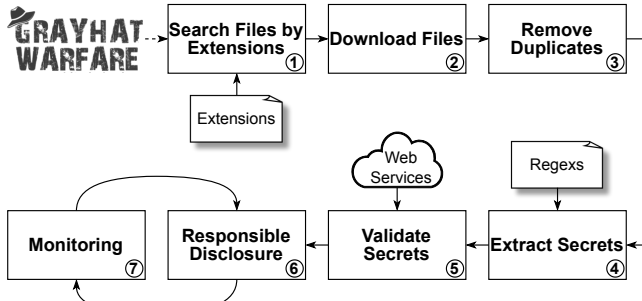 GRAYHAT
WARFARE
Search Files by
Extensions
①
Download Files
②
Remove
Duplicates
③
Extensions
Web
Services
Regexs
Monitoring
⑦
Responsible
Disclosure
⑥
Validate
Secrets
⑤
Extract Secrets
④